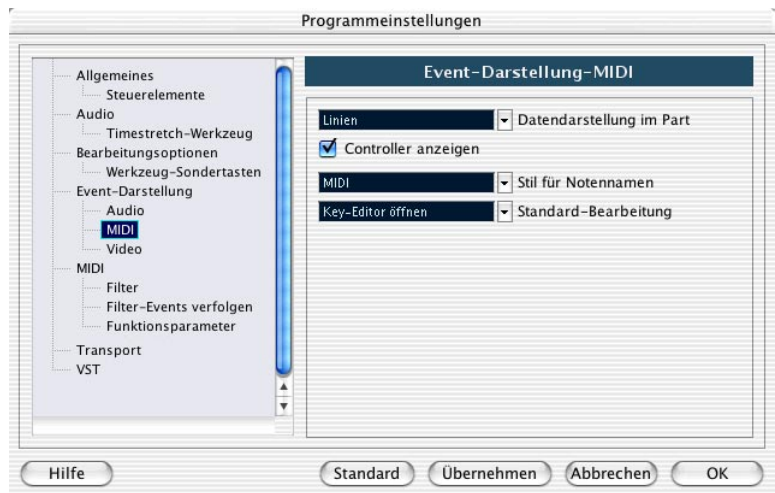 Programmeinstellungen
Allgemeines
Steuerelemente
Audio
Timestretch-Werkzeug
Bearbeitungsoptionen
Werkzeug-Sondertasten
Event-Darstellung
Audio
MIDI
Video
MIDI
Filter
Filter-Events verfolgen
Funktionsparameter
Transport
VST
Event-Darstellung-MIDI
Linien Datendarstellung im Part
Controller anzeigen
MIDI Stil für Notennamen
Key-Editor öffnen Standard-Bearbeitung
Hilfe Standard Übernehmen Abbrechen OK